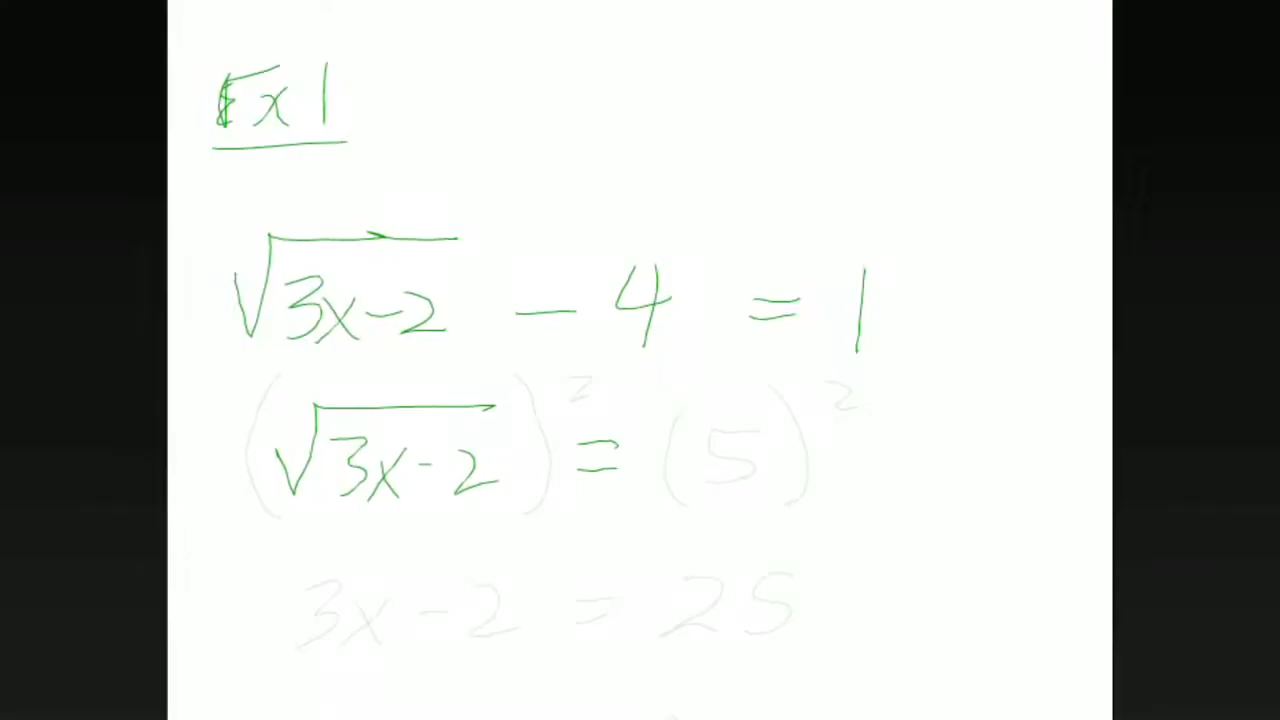 Ex 1
√3x-2 - 4 = 1
(√3x-2)² = (5)²
3x-2 = 25